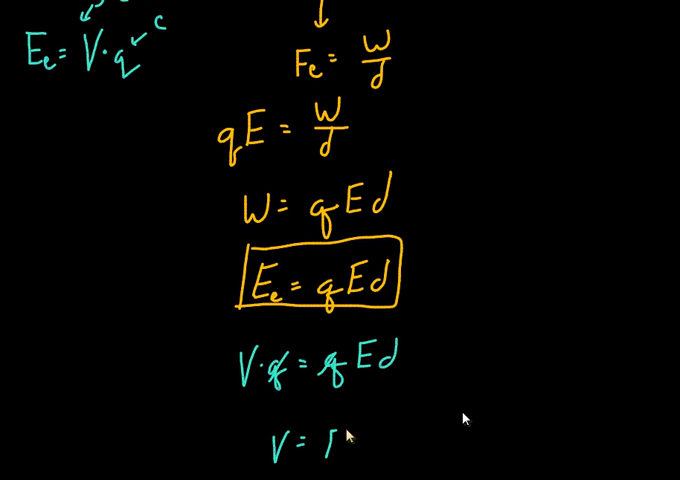 c
Eₑ = V · q
Fₑ = W/d
qE = W/d
W = qEd
Eₑ = qEd
V · q = qEd
V =